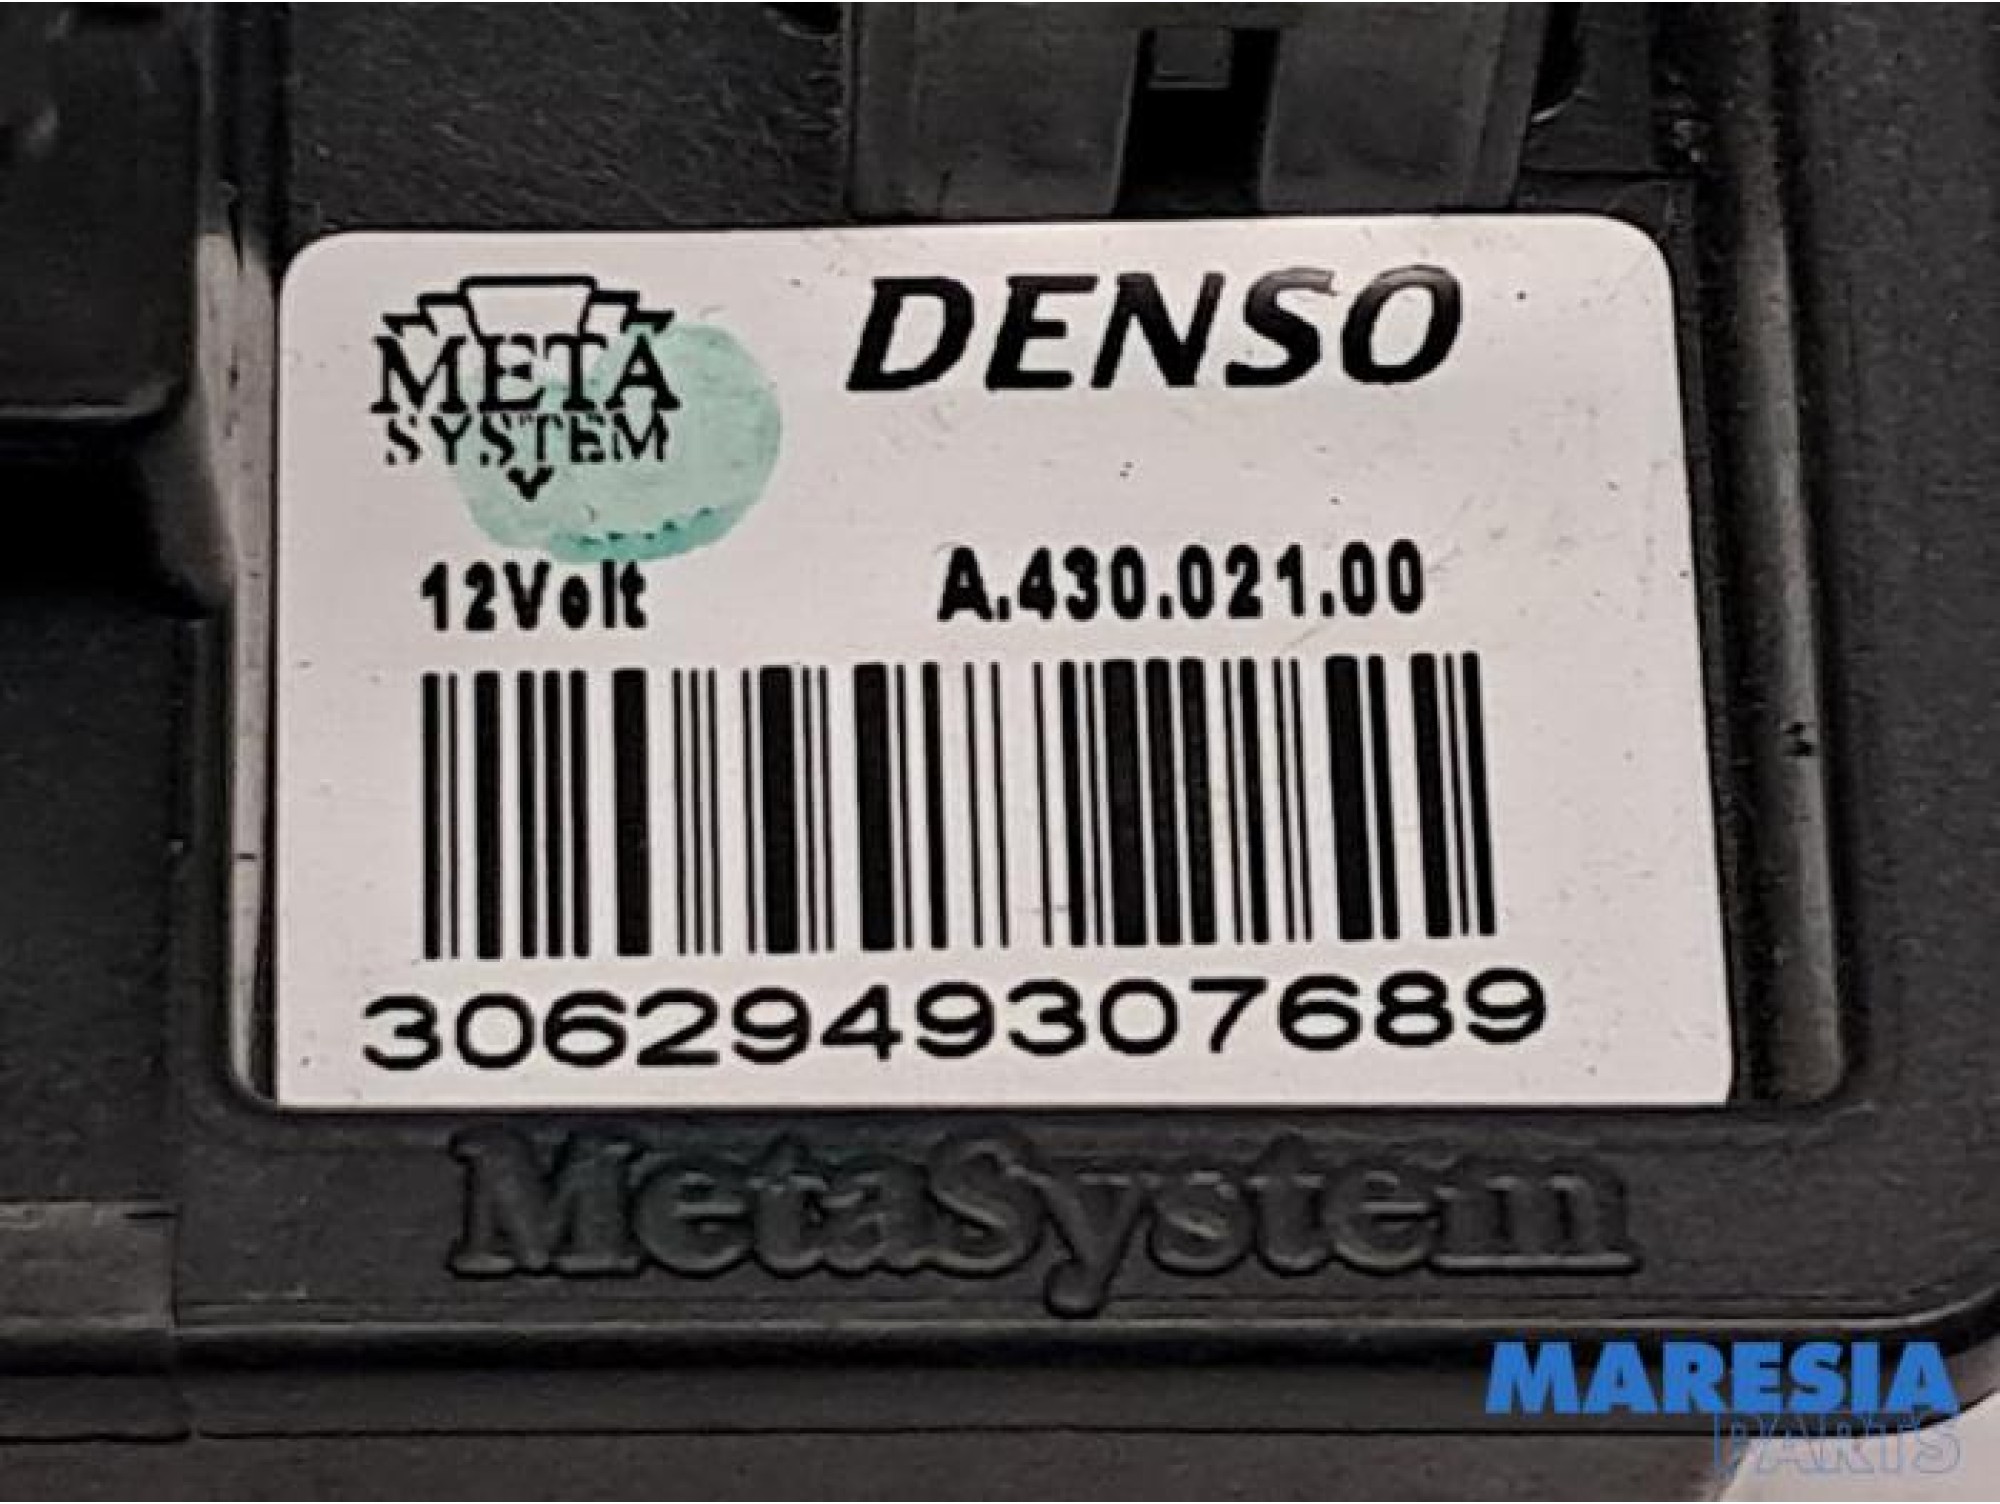 META
SYSTEM
DENSO
12Volt
A.430.021.00
3062949307689
MetaSystem
MARESIA
PARTS